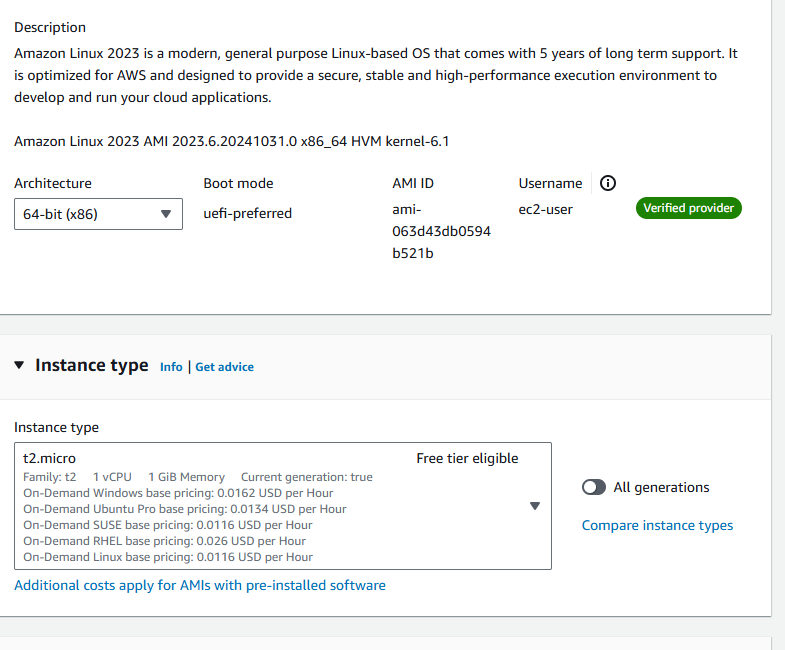 Description
Amazon Linux 2023 is a modern, general purpose Linux-based OS that comes with 5 years of long term support. It
is optimized for AWS and designed to provide a secure, stable and high-performance execution environment to
develop and run your cloud applications.
Amazon Linux 2023 AMI 2023.6.20241031.0 x86_64 HVM kernel-6.1
Architecture
64-bit (x86)
Boot mode
uefi-preferred
AMI ID
ami-
063d43db0594
b521b
Username
ec2-user
Verified provider
Instance type Info | Get advice
Instance type
t2.micro Free tier eligible
Family: t2 1 vCPU 1 GiB Memory Current generation: true
On-Demand Windows base pricing: 0.0162 USD per Hour
On-Demand Ubuntu Pro base pricing: 0.0134 USD per Hour
On-Demand SUSE base pricing: 0.0116 USD per Hour
On-Demand RHEL base pricing: 0.026 USD per Hour
On-Demand Linux base pricing: 0.0116 USD per Hour
All generations
Compare instance types
Additional costs apply for AMIs with pre-installed software